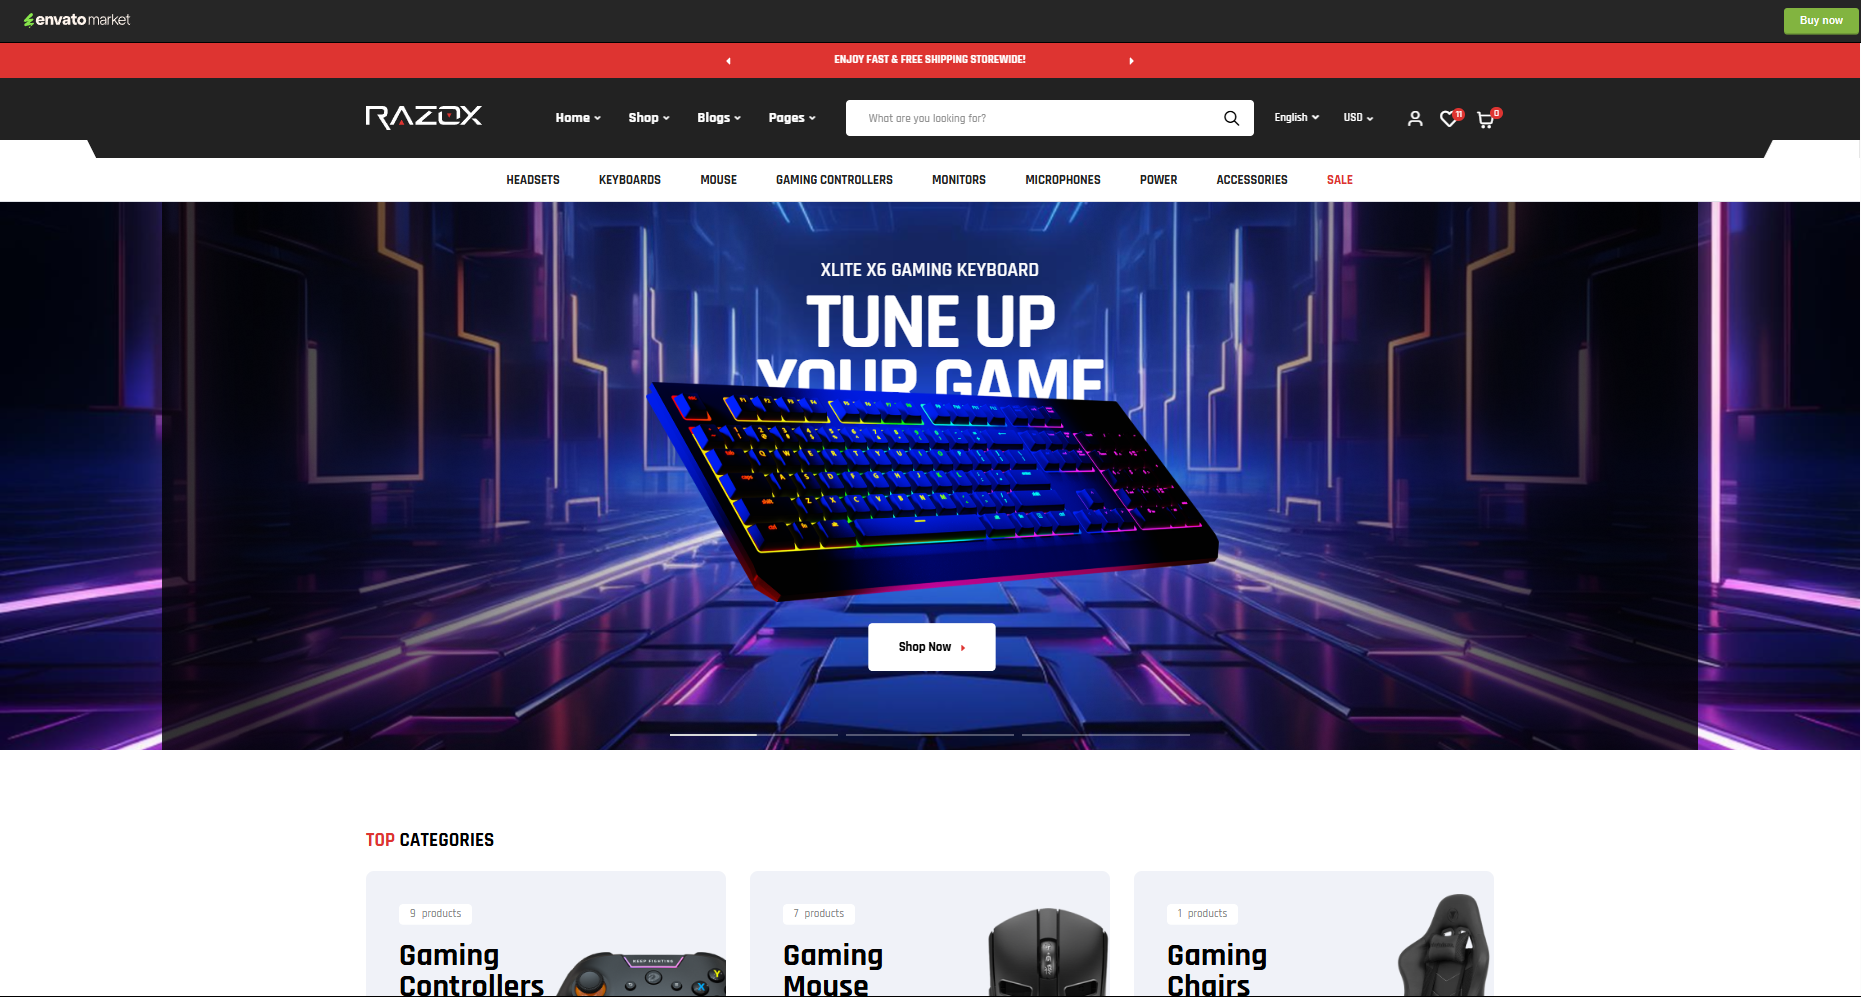 envato market
Buy now
ENJOY FAST & FREE SHIPPING STOREWIDE!
RAZOX
Home
Shop
Blogs
Pages
What are you looking for?
English
USD
11
0
HEADSETS
KEYBOARDS
MOUSE
GAMING CONTROLLERS
MONITORS
MICROPHONES
POWER
ACCESSORIES
SALE
XLITE X6 GAMING KEYBOARD
TUNE UP
YOUR GAME
Shop Now
TOP CATEGORIES
9 products
Gaming
Controllers
KEEP FIGHTING
Y
X
7 products
Gaming
Mouse
1 products
Gaming
Chairs